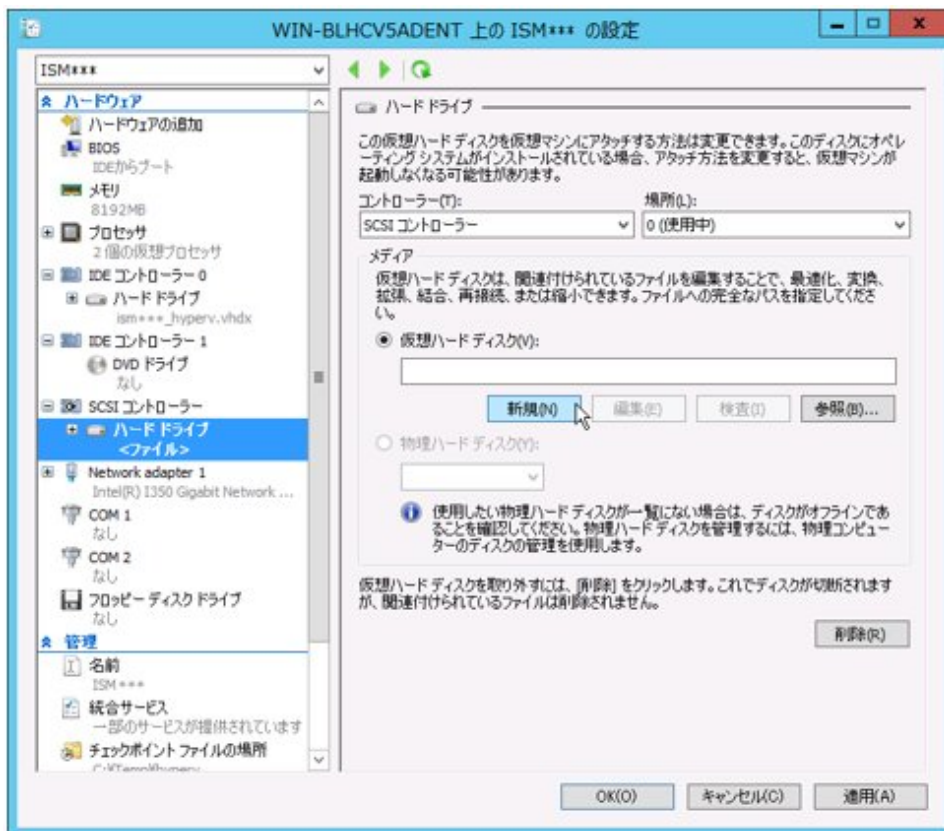 WIN-BLHCV5ADENT 上の ISM*** の設定
ISM***
ハードウェア
ハードウェアの追加
BIOS
IDEからブート
メモリ
8192MB
プロセッサ
2 個の仮想プロセッサ
IDE コントローラー 0
ハード ドライブ
ism***_hyperv.vhdx
IDE コントローラー 1
DVD ドライブ
なし
SCSI コントローラー
ハード ドライブ
<ファイル>
Network adapter 1
Intel(R) I350 Gigabit Network ...
COM 1
なし
COM 2
なし
フロッピー ディスク ドライブ
なし
管理
名前
ISM***
統合サービス
一部のサービスが提供されています
チェックポイント ファイルの場所
C:¥Temp¥hyperv
ハード ドライブ
この仮想ハード ディスクを仮想マシンにアタッチする方法は変更できます。このディスクにオペレ
ーティング システムがインストールされている場合、アタッチ方法を変更すると、仮想マシンが
起動しなくなる可能性があります。
コントローラー(T): 場所(L):
SCSI コントローラー 0 (使用中)
メディア
仮想ハード ディスクは、関連付けられているファイルを編集することで、最適化、変換、
拡張、結合、再接続、または縮小できます。ファイルへの完全なパスを指定してくださ
い。
仮想ハード ディスク(V):
新規(N) 編集(E) 検査(I) 参照(B)...
物理ハード ディスク(Y):
使用したい物理ハード ディスクが一覧にない場合は、ディスクがオフラインであ
ることを確認してください。物理ハード ディスクを管理するには、物理コンピュー
ターのディスクの管理を使用します。
仮想ハード ディスクを取り外すには、[削除] をクリックします。これでディスクが切断されます
が、関連付けられているファイルは削除されません。
削除(R)
OK(O) キャンセル(C) 適用(A)